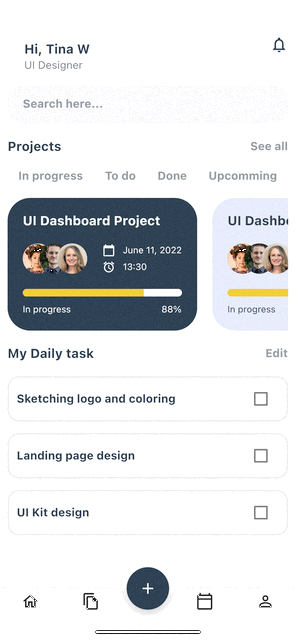 Hi, Tina W
UI Designer
Search here...
Projects See all
In progress To do Done Upcomming
UI Dashboard Project
June 11, 2022
13:30
In progress 88%
UI Dashb
In progress
My Daily task Edit
Sketching logo and coloring
Landing page design
UI Kit design